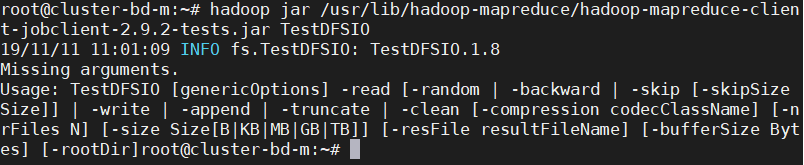 root@cluster-bd-m:~# hadoop jar /usr/lib/hadoop-mapreduce/hadoop-mapreduce-clien
t-jobclient-2.9.2-tests.jar TestDFSIO
19/11/11 11:01:09 INFO fs.TestDFSIO: TestDFSIO.1.8
Missing arguments.
Usage: TestDFSIO [genericOptions] -read [-random | -backward | -skip [-skipSize
Size]] | -write | -append | -truncate | -clean [-compression codecClassName] [-n
rFiles N] [-size Size[B|KB|MB|GB|TB]] [-resFile resultFileName] [-bufferSize Byt
es] [-rootDir]root@cluster-bd-m:~#